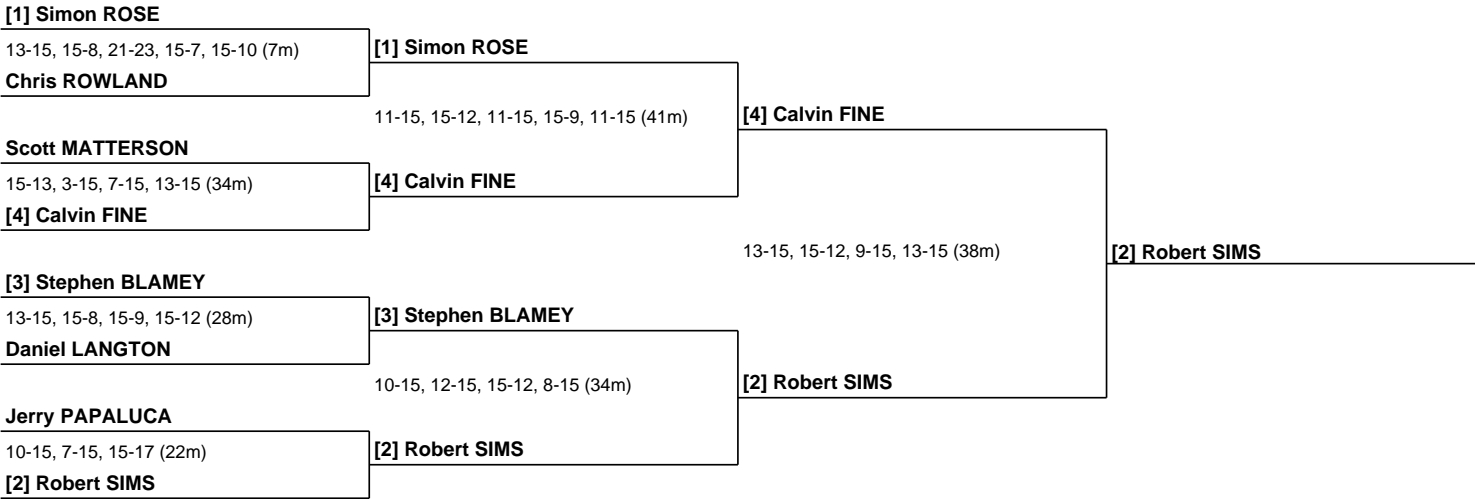 [1] Simon ROSE
13-15, 15-8, 21-23, 15-7, 15-10 (7m)
Chris ROWLAND
Scott MATTERSON
15-13, 3-15, 7-15, 13-15 (34m)
[4] Calvin FINE
[3] Stephen BLAMEY
13-15, 15-8, 15-9, 15-12 (28m)
Daniel LANGTON
Jerry PAPALUCA
10-15, 7-15, 15-17 (22m)
[2] Robert SIMS
[1] Simon ROSE
11-15, 15-12, 11-15, 15-9, 11-15 (41m)
[4] Calvin FINE
[3] Stephen BLAMEY
10-15, 12-15, 15-12, 8-15 (34m)
[2] Robert SIMS
[4] Calvin FINE
13-15, 15-12, 9-15, 13-15 (38m)
[2] Robert SIMS
[2] Robert SIMS